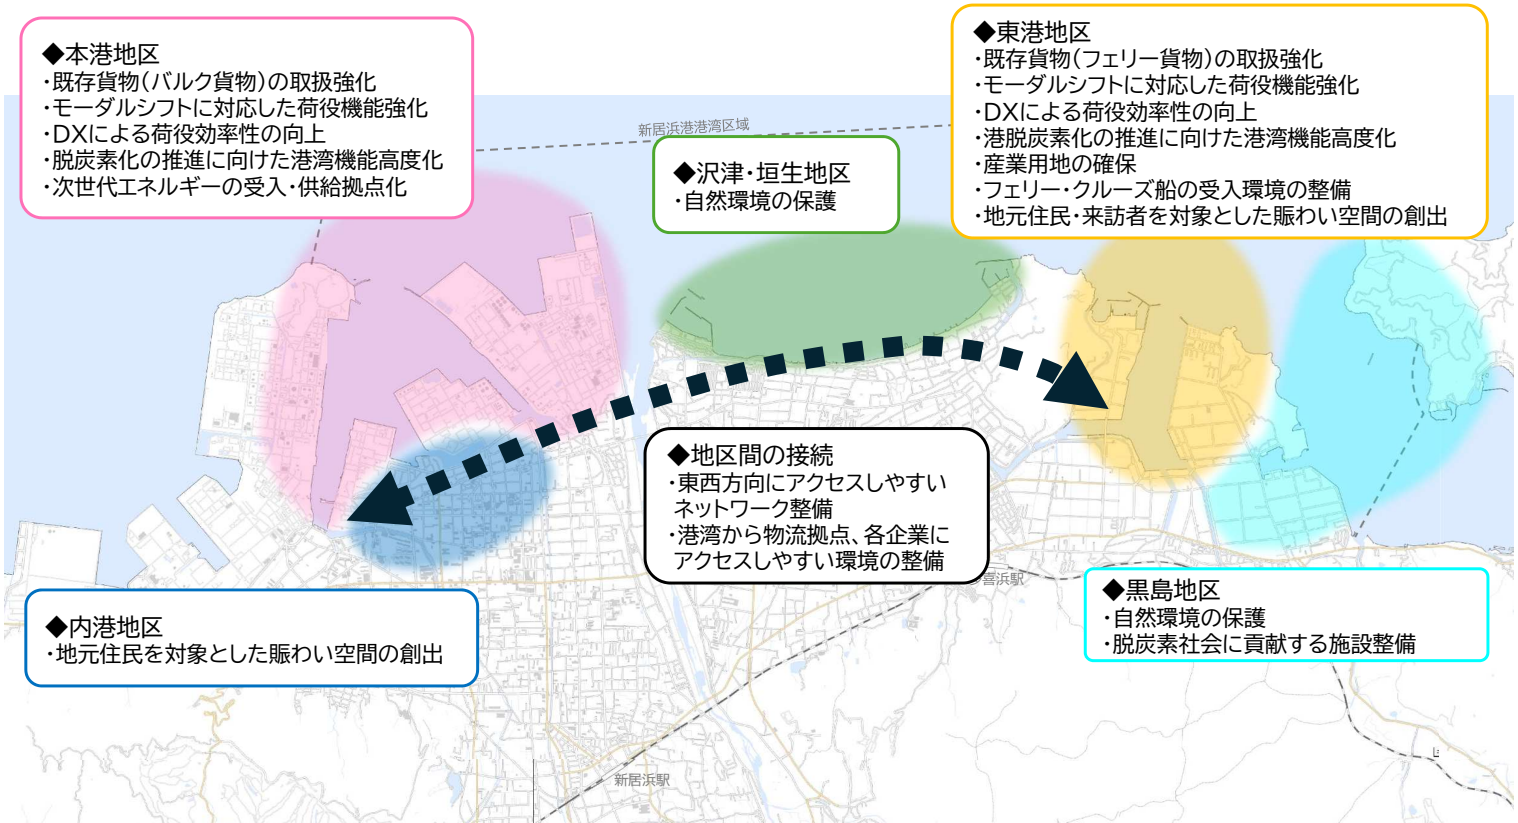 ◆本港地区
・既存貨物(バルク貨物)の取扱強化
・モーダルシフトに対応した荷役機能強化
・DXによる荷役効率性の向上
・脱炭素化の推進に向けた港湾機能高度化
・次世代エネルギーの受入・供給拠点化
新居浜港港湾区域
◆沢津・垣生地区
・自然環境の保護
◆東港地区
・既存貨物(フェリー貨物)の取扱強化
・モーダルシフトに対応した荷役機能強化
・DXによる荷役効率性の向上
・港脱炭素化の推進に向けた港湾機能高度化
・産業用地の確保
・フェリー・クルーズ船の受入環境の整備
・地元住民・来訪者を対象とした賑わい空間の創出
◆地区間の接続
・東西方向にアクセスしやすい
ネットワーク整備
・港湾から物流拠点、各企業に
アクセスしやすい環境の整備
喜浜駅
◆内港地区
・地元住民を対象とした賑わい空間の創出
◆黒島地区
・自然環境の保護
・脱炭素社会に貢献する施設整備
新居浜駅